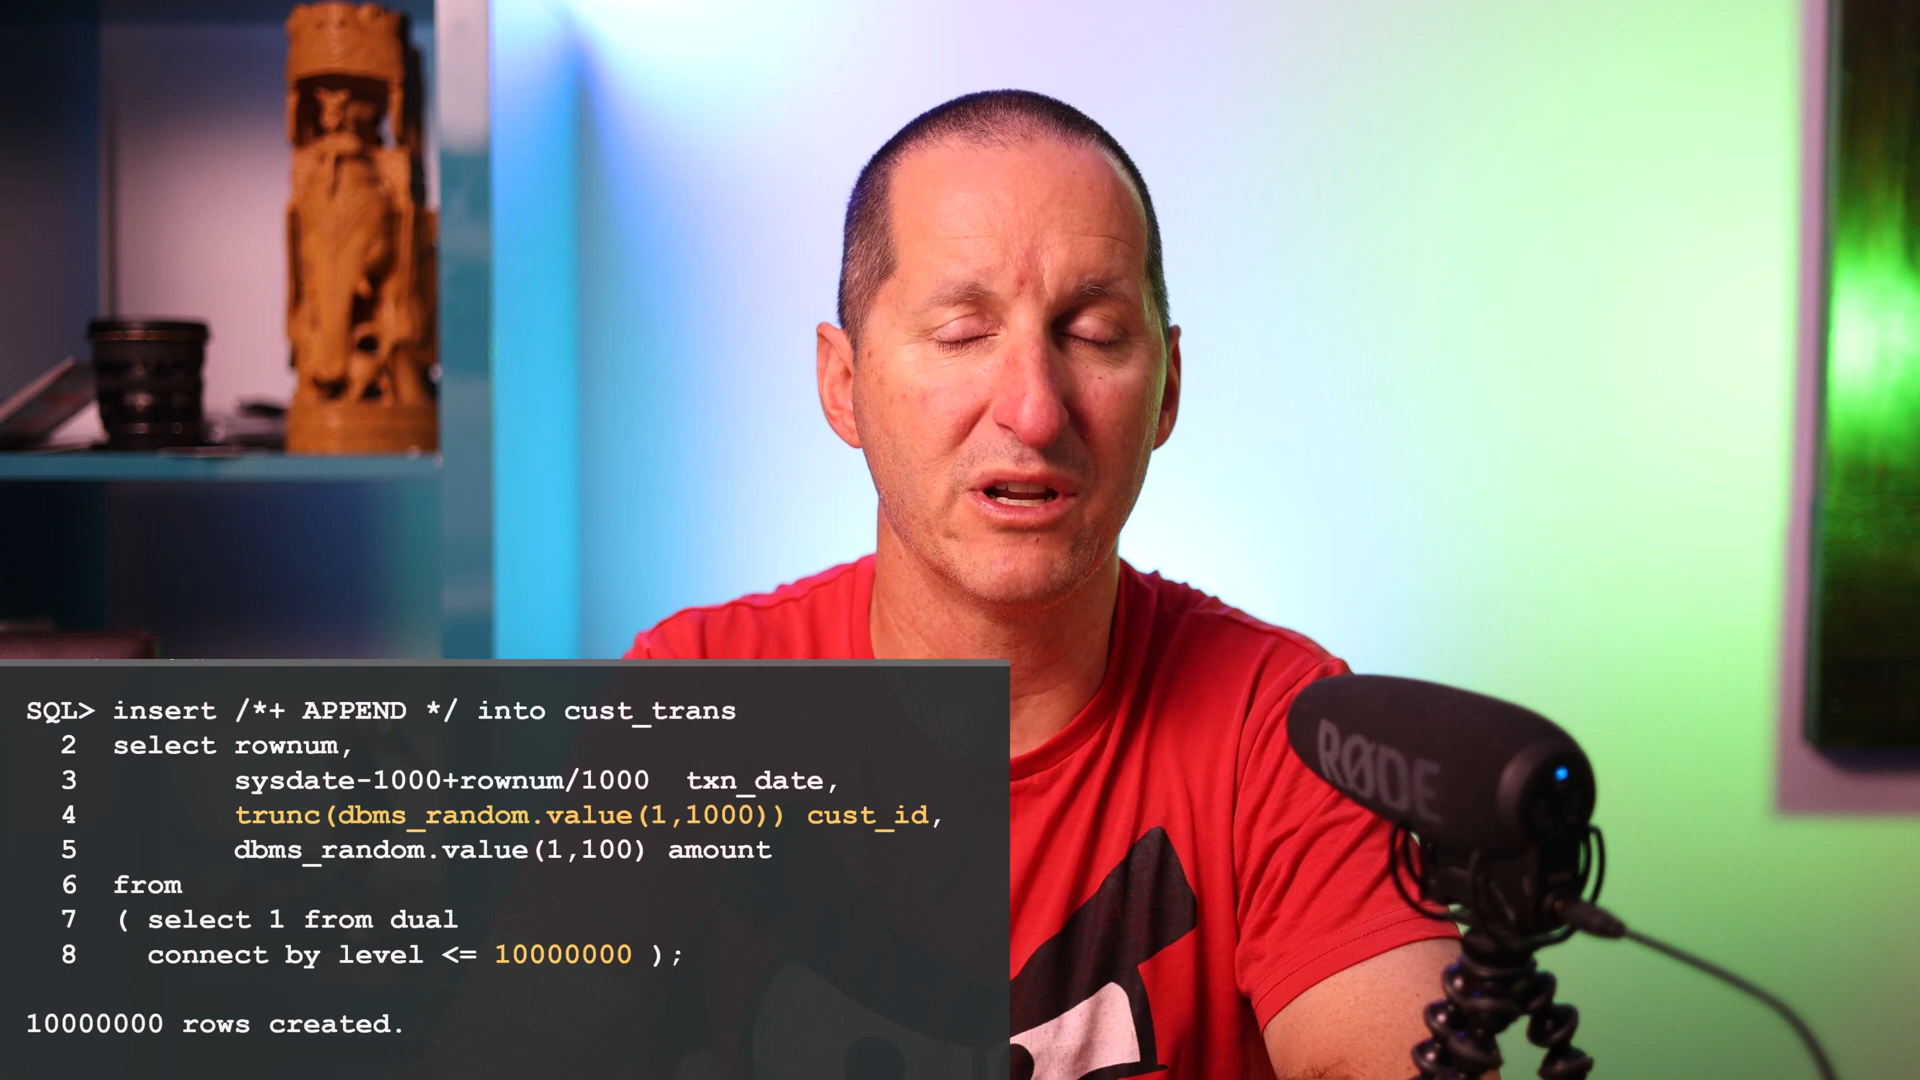 RØDE
SQL> insert /*+ APPEND */ into cust_trans
2 select rownum,
3 sysdate-1000+rownum/1000 txn_date,
4 trunc(dbms_random.value(1,1000)) cust_id,
5 dbms_random.value(1,100) amount
6 from
7 ( select 1 from dual
8 connect by level <= 10000000 );
10000000 rows created.